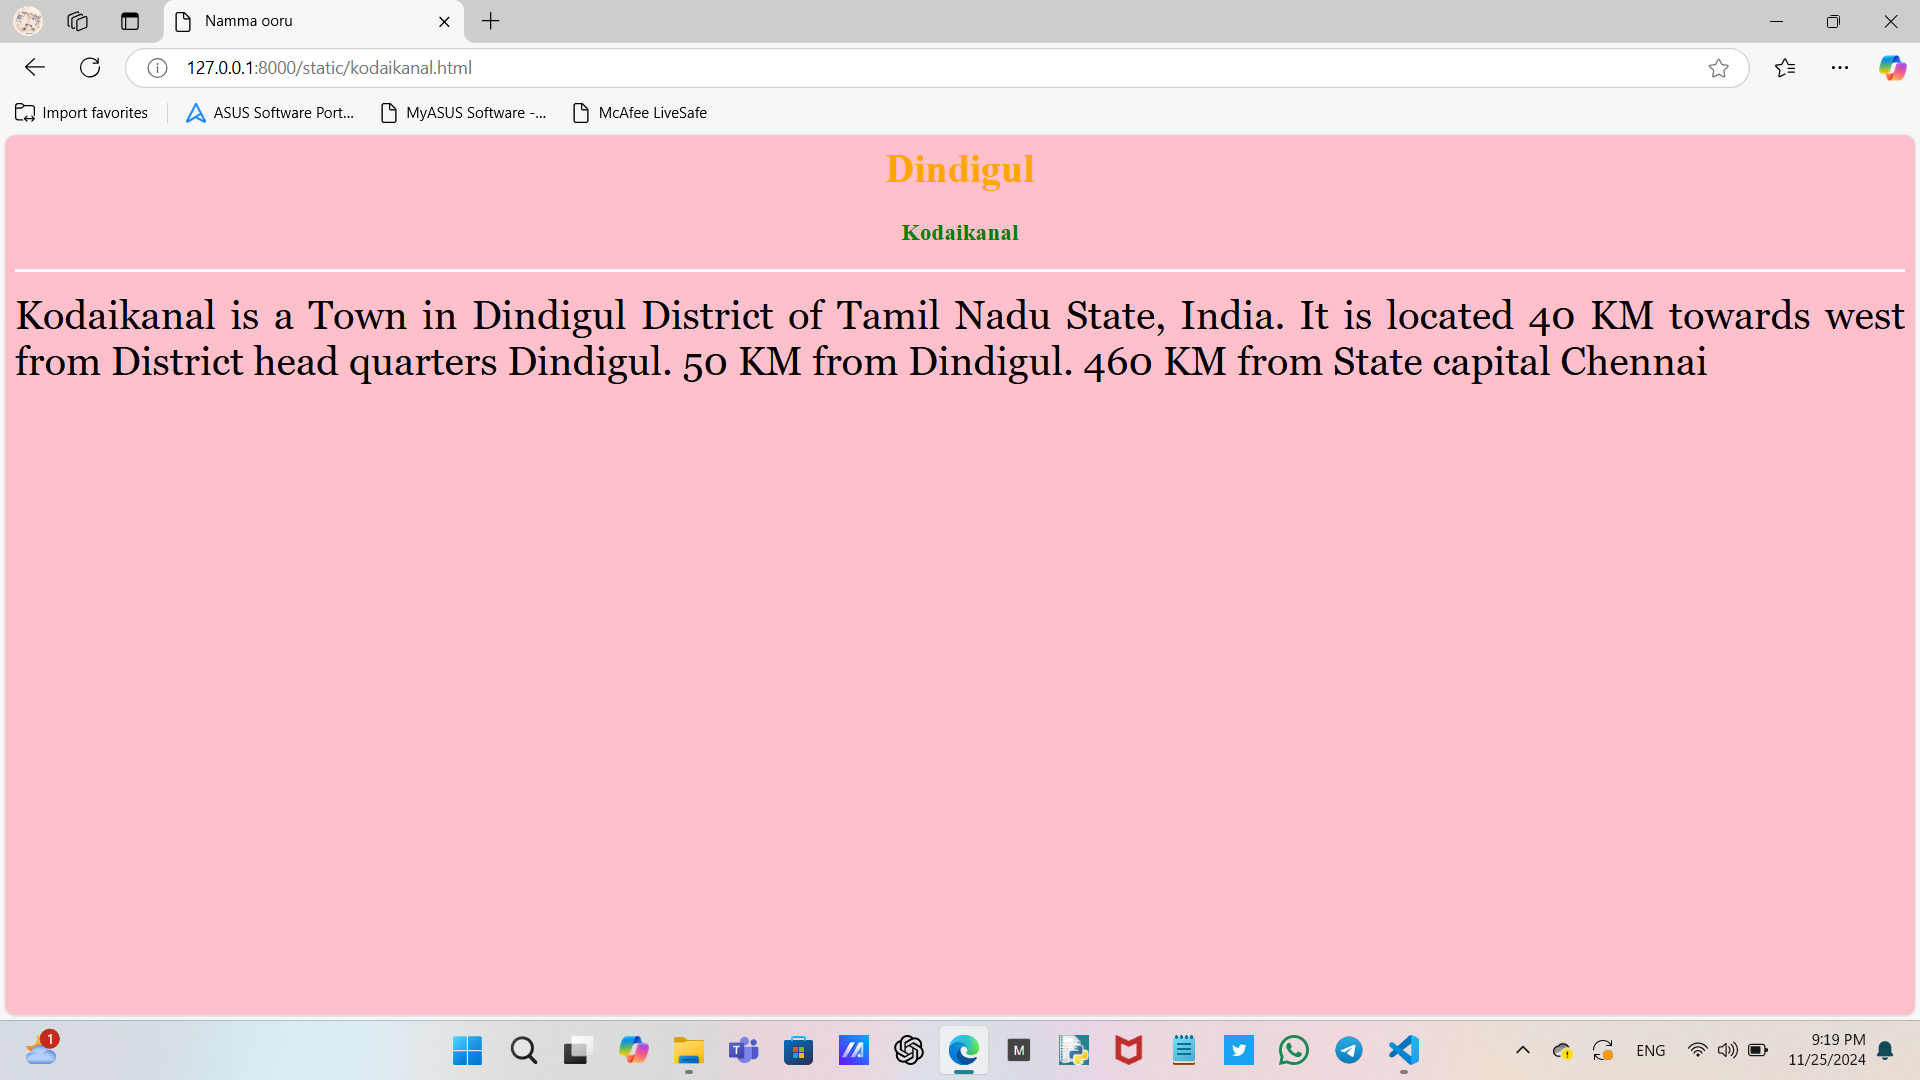 Namma ooru
127.0.0.1:8000/static/kodaikanal.html
Import favorites
ASUS Software Port...
MyASUS Software -...
McAfee LiveSafe
Dindigul
Kodaikanal
Kodaikanal is a Town in Dindigul District of Tamil Nadu State, India. It is located 40 KM towards west
from District head quarters Dindigul. 50 KM from Dindigul. 460 KM from State capital Chennai
1
T
M
ENG
9:19 PM
11/25/2024